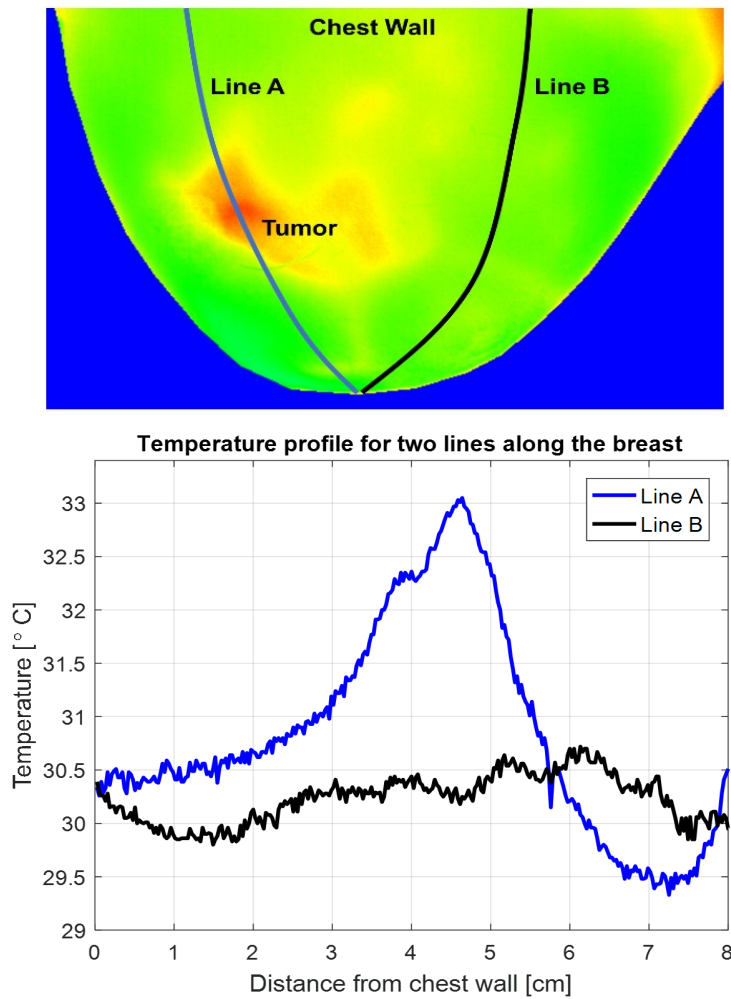 Chest Wall
Line A
Line B
Tumor
Temperature profile for two lines along the breast
Line A
Line B
33
32.5
32
31.5
31
30.5
30
29.5
29
Temperature [ ° C]
0 1 2 3 4 5 6 7 8
Distance from chest wall [cm]